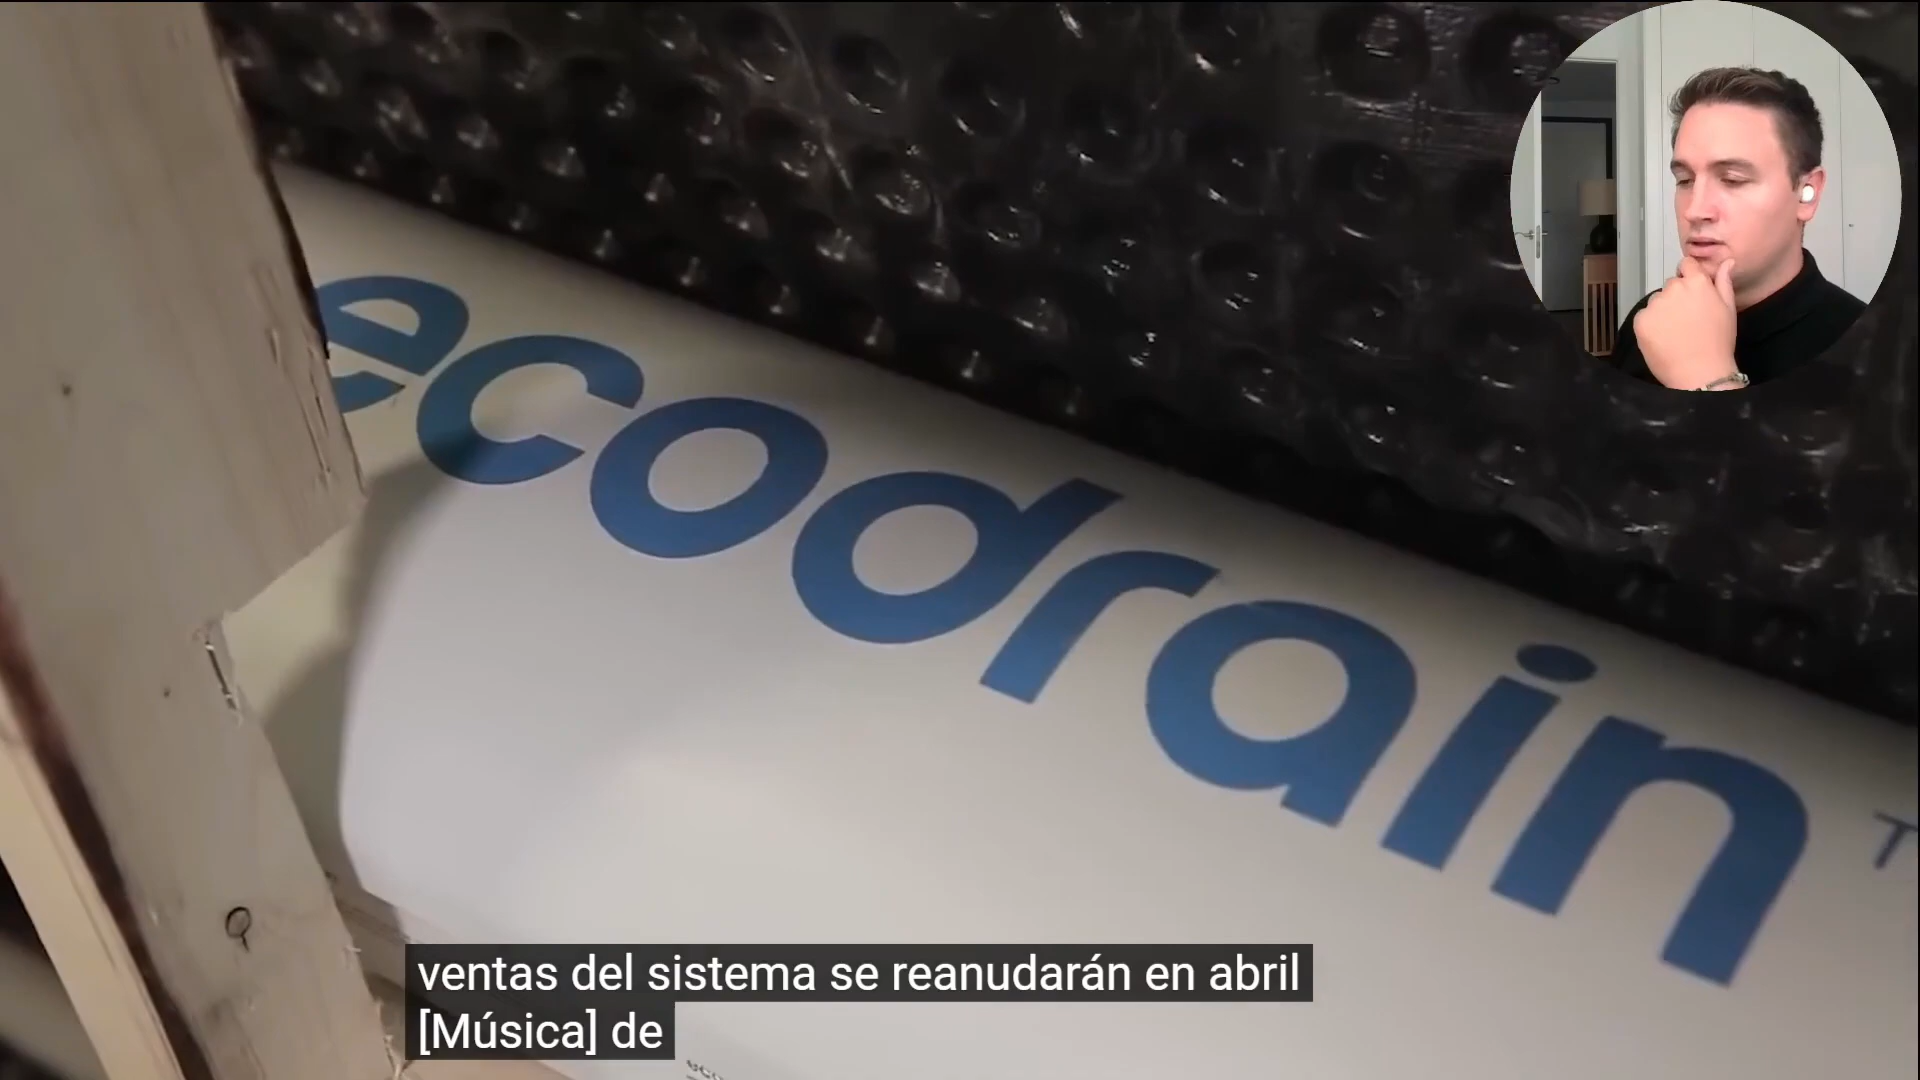 ecodrain
ventas del sistema se reanudarán en abril
[Música] de